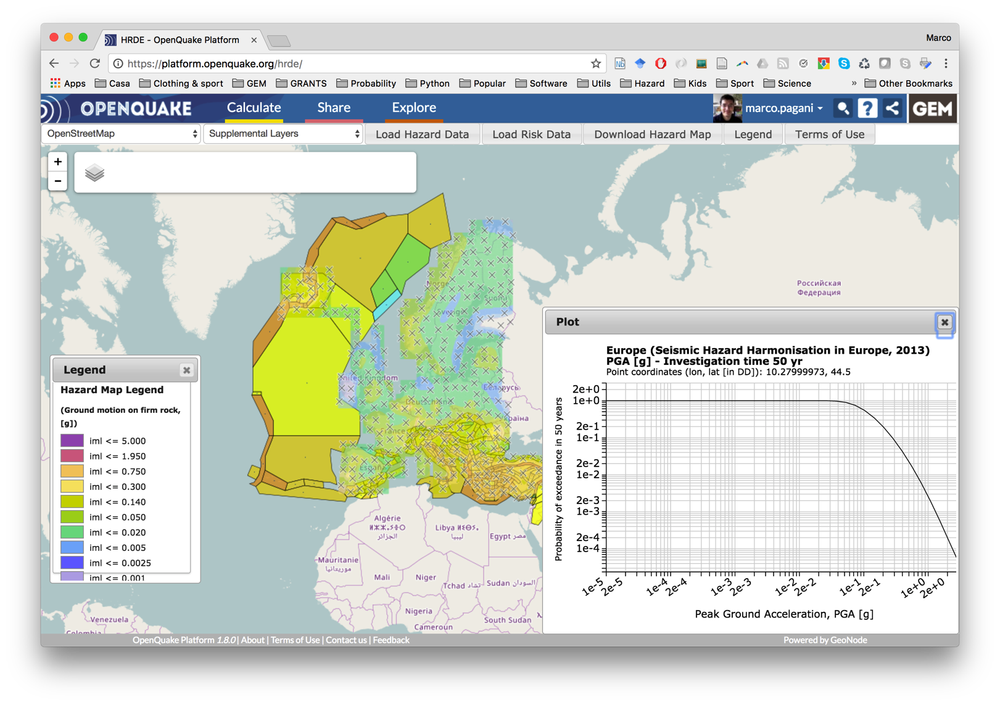 HRDE - OpenQuake Platform
Marco
https://platform.openquake.org/hrde/
Apps Casa Clothing & sport GEM GRANTS Probability Python Popular Software Utils Hazard Kids Sport Science » Other Bookmarks
OPENQUAKE Calculate Share Explore marco.pagani ? GEM
OpenStreetMap Supplemental Layers Load Hazard Data Load Risk Data Download Hazard Map Legend Terms of Use
+
−
Norge
Suomi
Sverige
United Kingdom
Беларусь
Deutschland
Україна
France
España
Российская
Федерация
Algérie
ⵍⵣⵣⴰⵢⴻⵔ
الجزائر
Libya
ليبيا
Egypt مصر
Mauritanie
موريتانيا
Mali
Niger
Tchad تشاد
Sudan السودان
Nigeria
South Sudan
Cameroun
Venezuela
Colombia
Legend
Hazard Map Legend
(Ground motion on firm rock,
[g])
iml <= 5.000
iml <= 1.950
iml <= 0.750
iml <= 0.300
iml <= 0.140
iml <= 0.050
iml <= 0.020
iml <= 0.005
iml <= 0.0025
iml <= 0.001
Plot
Europe (Seismic Hazard Harmonisation in Europe, 2013)
PGA [g] - Investigation time 50 yr
Point coordinates (lon, lat [in DD]): 10.27999973, 44.5
Probability of exceedance in 50 years
2e+0
1e+0
2e-1
1e-1
2e-2
1e-2
2e-3
1e-3
2e-4
1e-4
1e-5 2e-5 1e-4 2e-4 1e-3 2e-3 1e-2 2e-2 1e-1 2e-1 1e+0 2e+0
Peak Ground Acceleration, PGA [g]
OpenQuake Platform 1.8.0 | About | Terms of Use | Contact us | Feedback
Powered by GeoNode